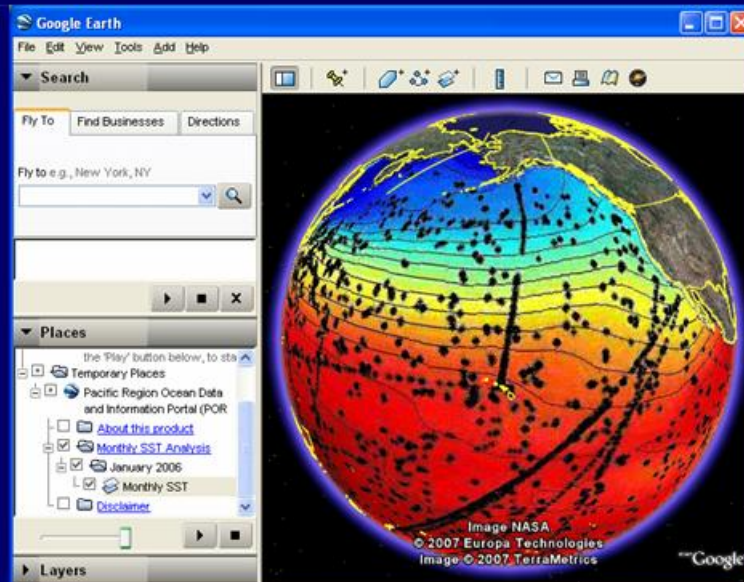 Google Earth
File Edit View Tools Add Help
Search
Fly To Find Businesses Directions
Fly to e.g., New York, NY
Places
the 'Play' button below, to sta
Temporary Places
Pacific Region Ocean Data
and Information Portal (POR
About this product
Monthly SST Analysis
January 2006
Monthly SST
Disclaimer
Layers
Image NASA
© 2007 Europa Technologies
Image © 2007 TerraMetrics
Google